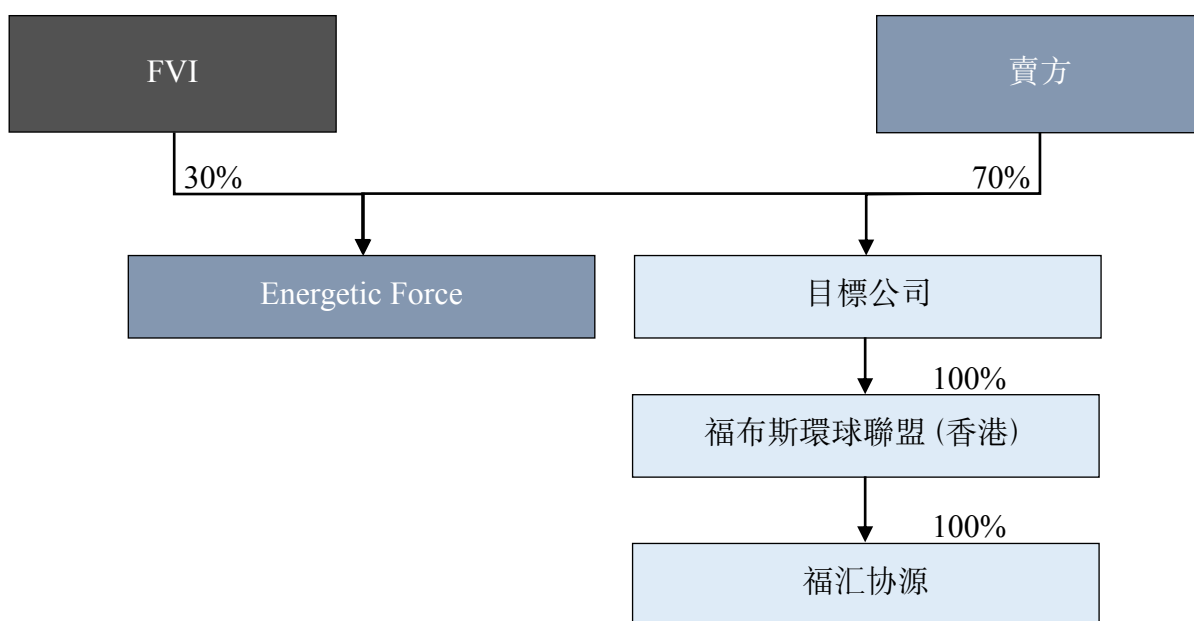 FVI
賣方
30%
70%
Energetic Force
目標公司
100%
福布斯環球聯盟 (香港)
100%
福汇协源